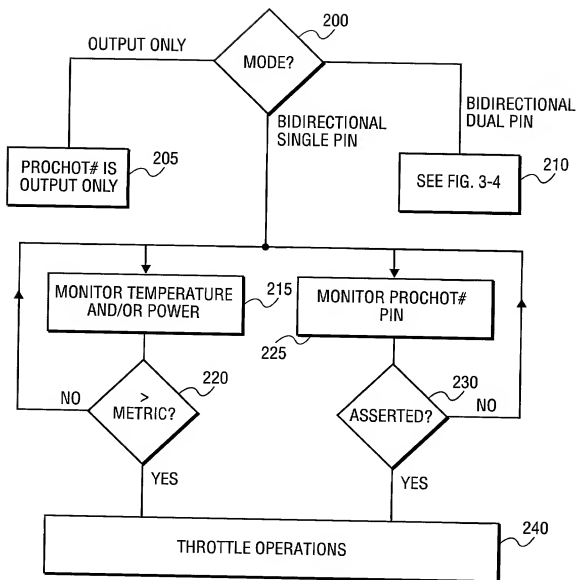 200
OUTPUT ONLY
MODE?
BIDIRECTIONAL
DUAL PIN
BIDIRECTIONAL
SINGLE PIN
205
PROCHOT# IS
OUTPUT ONLY
210
SEE FIG. 3-4
MONITOR TEMPERATURE
AND/OR POWER
215
MONITOR PROCHOT#
PIN
225
220
>
METRIC?
NO
YES
230
ASSERTED?
NO
YES
240
THROTTLE OPERATIONS